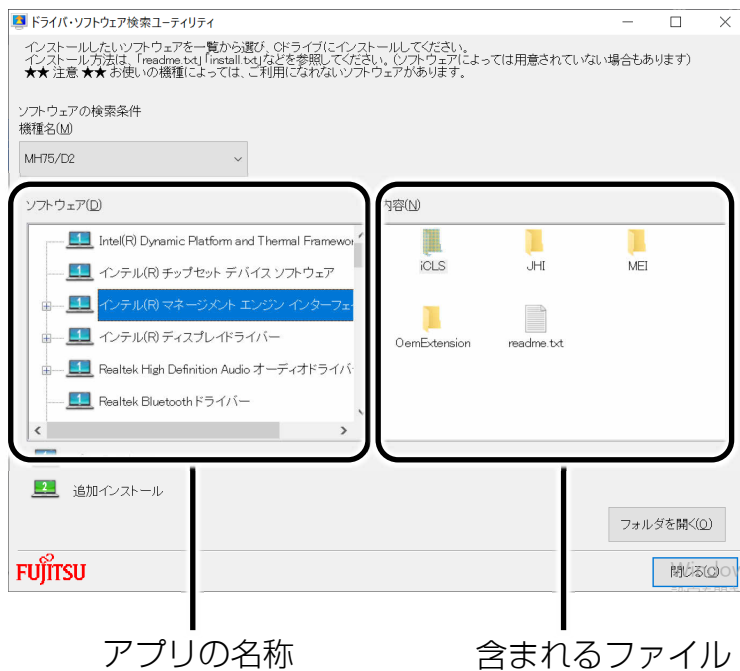 ドライバ・ソフトウェア検索ユーティリティ
インストールしたいソフトウェアを一覧から選び、Cドライブにインストールしてください。
インストール方法は、「readme.txt」「install.txt」などを参照してください。(ソフトウェアによっては用意されていない場合もあります)
★★ 注意 ★★ お使いの機種によっては、ご利用になれないソフトウェアがあります。
ソフトウェアの検索条件
機種名(M)
MH75/D2
ソフトウェア(D)
Intel(R) Dynamic Platform and Thermal Framewor
インテル(R) チップセット デバイス ソフトウェア
インテル(R) マネージメント エンジン インターフェ
インテル(R) ディスプレイドライバー
Realtek High Definition Audio オーディオドライバ
Realtek Bluetooth ドライバー
内容(N)
iCLS JHI MEI
OemExtension readme.txt
追加インストール
フォルダを開く(O)
FUJITSU
閉じる(C)
アプリの名称
含まれるファイル